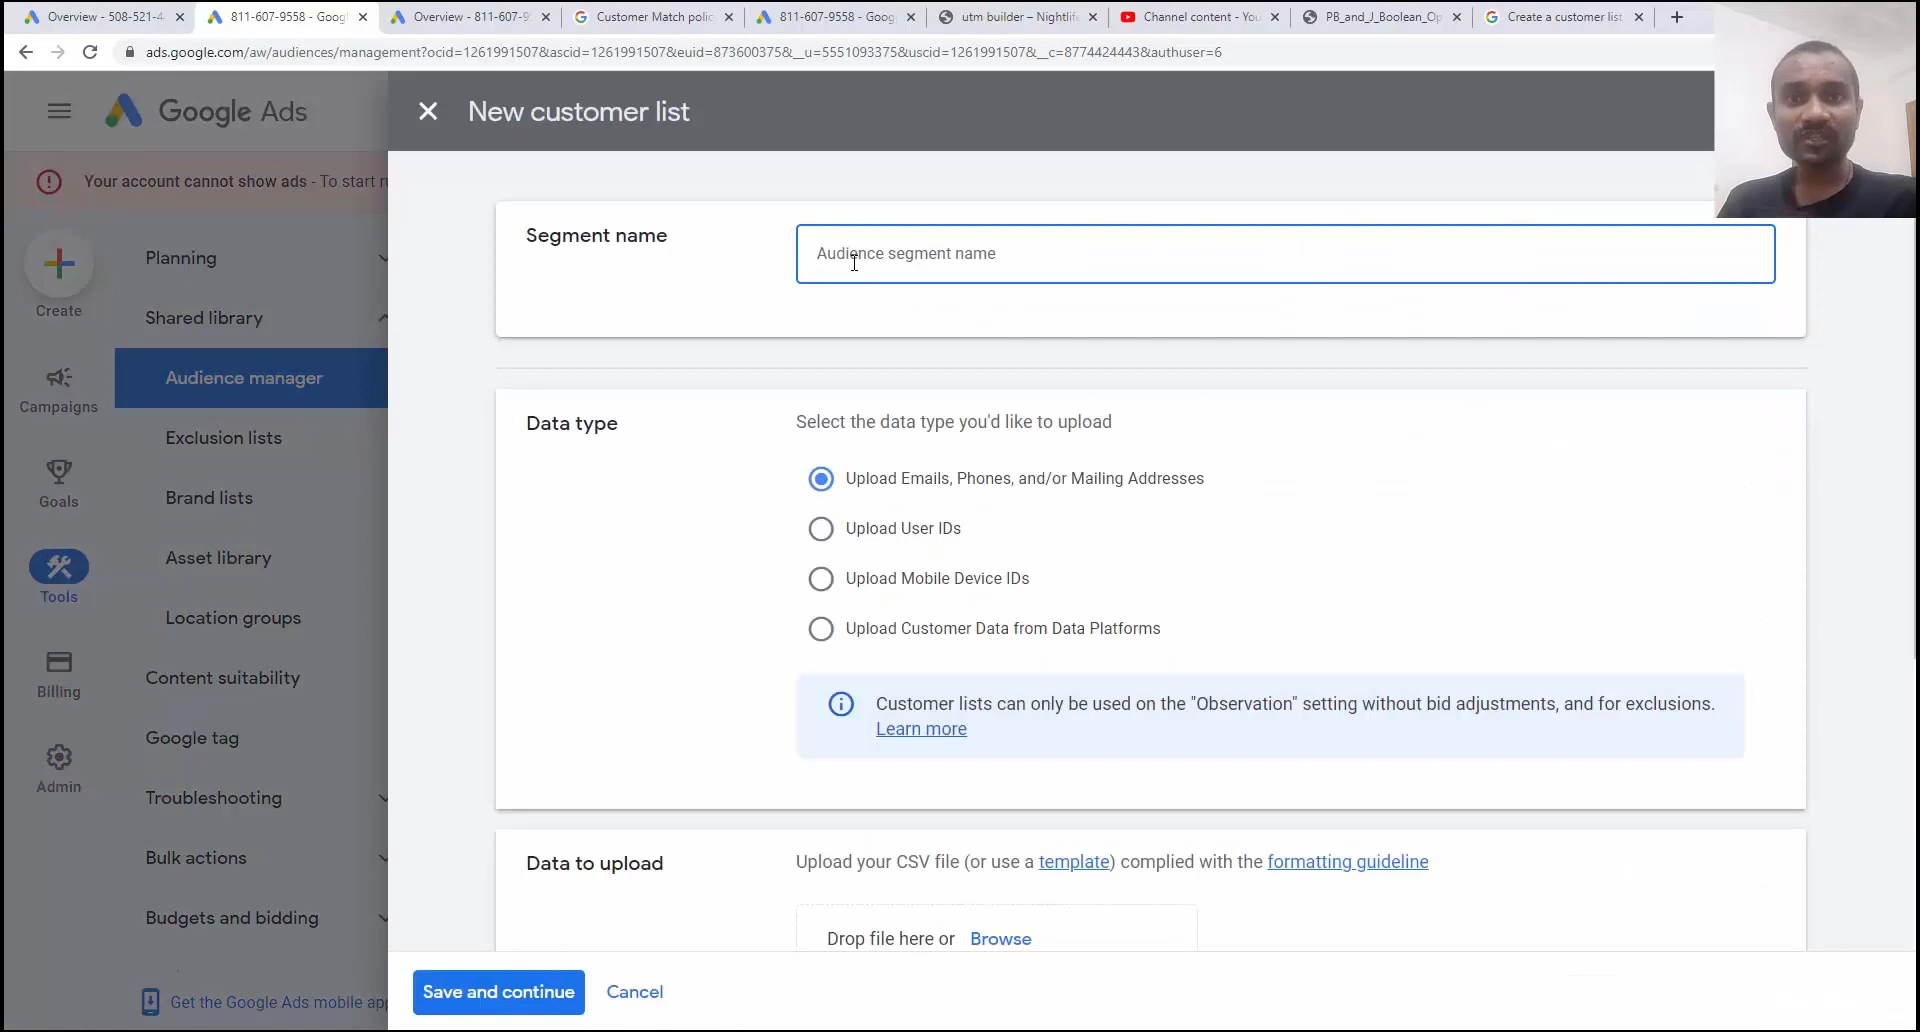 Overview - 508-521-4
811-607-9558 - Googl
Overview - 811-607-9
Customer Match polic
811-607-9558 - Goog
utm builder – Nightlif
Channel content - You
PB_and_J_Boolean_Op
Create a customer list
ads.google.com/aw/audiences/management?ocid=1261991507&ascid=1261991507&euid=873600375&__u=5551093375&uscid=1261991507&__c=8774424443&authuser=6
Google Ads
New customer list
Your account cannot show ads - To start ru
Create
Campaigns
Goals
Tools
Billing
Admin
Planning
Shared library
Audience manager
Exclusion lists
Brand lists
Asset library
Location groups
Content suitability
Google tag
Troubleshooting
Bulk actions
Budgets and bidding
Get the Google Ads mobile app
Segment name
Audience segment name
Data type
Select the data type you'd like to upload
Upload Emails, Phones, and/or Mailing Addresses
Upload User IDs
Upload Mobile Device IDs
Upload Customer Data from Data Platforms
Customer lists can only be used on the "Observation" setting without bid adjustments, and for exclusions.
Learn more
Data to upload
Upload your CSV file (or use a template) complied with the formatting guideline
Drop file here or Browse
Save and continue
Cancel